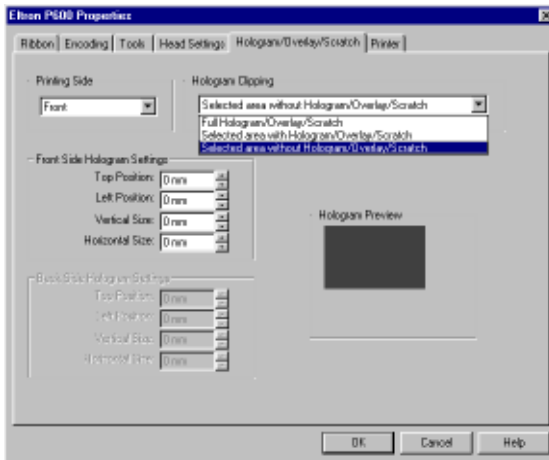 Eltron P600 Properties
Ribbon Encoding Tools Head Settings Hologram/Overlay/Scratch Printer
Printing Side
Front
Hologram Clipping
Selected area without Hologram/Overlay/Scratch
Full Hologram/Overlay/Scratch
Selected area with Hologram/Overlay/Scratch
Selected area without Hologram/Overlay/Scratch
Front Side Hologram Settings
Top Position: 0 mm
Left Position: 0 mm
Vertical Size: 0 mm
Horizontal Size: 0 mm
Hologram Preview
Back Side Hologram Settings
Top Position: 0 mm
Left Position: 0 mm
Vertical Size: 0 mm
Horizontal Size: 0 mm
OK Cancel Help